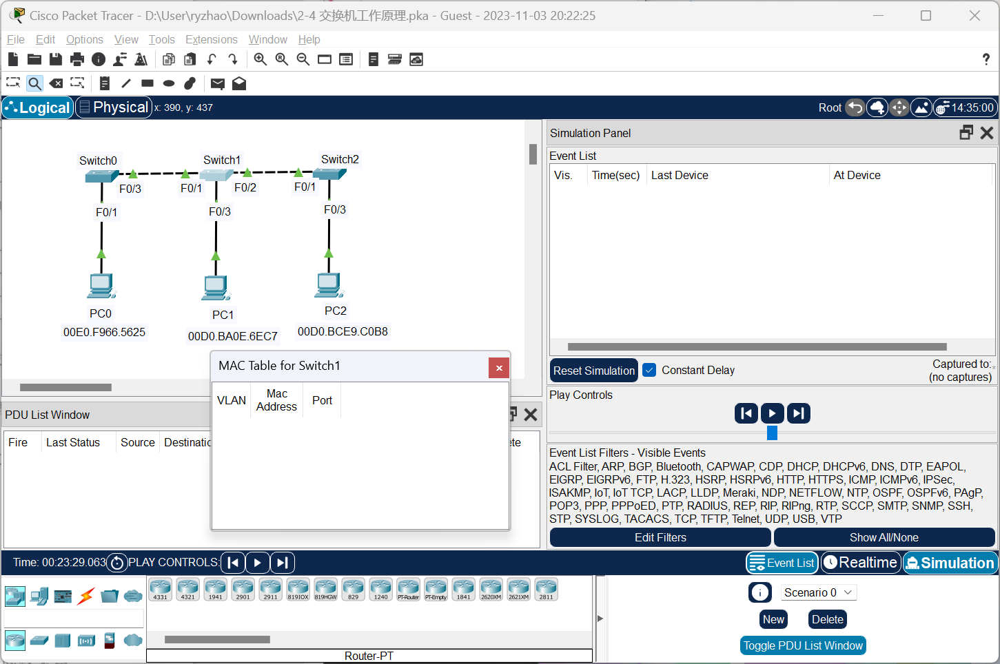 Cisco Packet Tracer - D:\User\ryzhao\Downloads\2-4 交换机工作原理.pka - Guest - 2023-11-03 20:22:25
File Edit Options View Tools Extensions Window Help
?
Logical Physical x: 390, y: 437 Root 14:35:00
Simulation Panel
Event List
Vis. Time(sec) Last Device At Device
Switch0 Switch1 Switch2
F0/3 F0/1 F0/2 F0/1
F0/1 F0/3 F0/3
PC0 PC1 PC2
00E0.F966.5625 00D0.BA0E.6EC7 00D0.BCE9.C0B8
MAC Table for Switch1
VLAN Mac Address Port
Reset Simulation Constant Delay Captured to:
(no captures)
Play Controls
PDU List Window
Fire Last Status Source Destinatio ete
Event List Filters - Visible Events
ACL Filter, ARP, BGP, Bluetooth, CAPWAP, CDP, DHCP, DHCPv6, DNS, DTP, EAPOL,
EIGRP, EIGRPv6, FTP, H.323, HSRP, HSRPv6, HTTP, HTTPS, ICMP, ICMPv6, IPSec,
ISAKMP, IoT, IoT TCP, LACP, LLDP, Meraki, NDP, NETFLOW, NTP, OSPF, OSPFv6, PAgP,
POP3, PPP, PPPoED, PTP, RADIUS, REP, RIP, RIPng, RTP, SCCP, SMTP, SNMP, SSH,
STP, SYSLOG, TACACS, TCP, TFTP, Telnet, UDP, USB, VTP
Edit Filters Show All/None
Time: 00:23:29.063 PLAY CONTROLS: Event List Realtime Simulation
4331 4321 1941 2901 2911 819IOX 819HGW 829 1240 PT-Router PT-Empty 1841 2620XM 2621XM 2811
Scenario 0
New Delete
Toggle PDU List Window
Router-PT